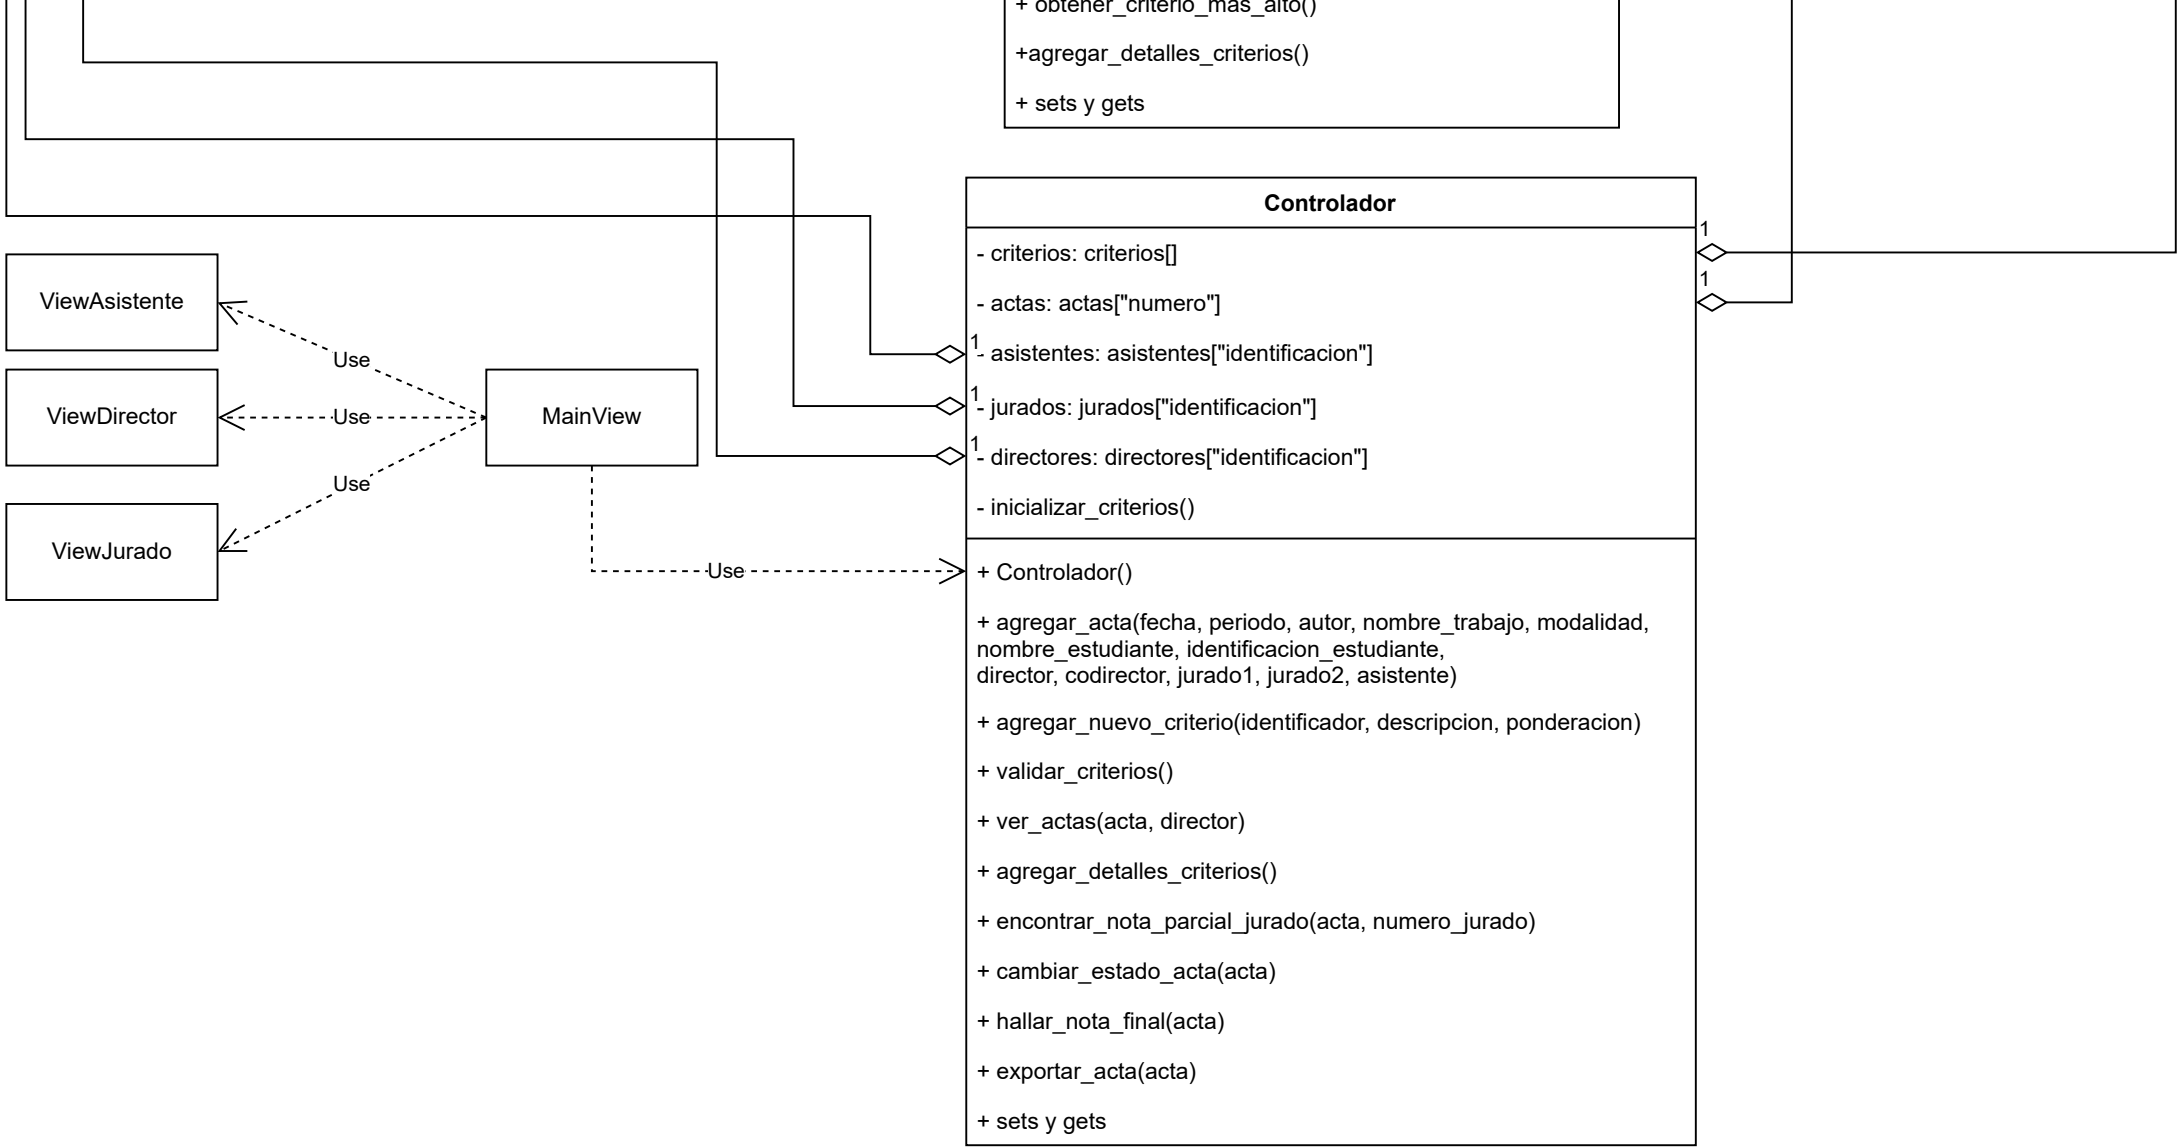 + obtener_criterio_mas_alto()
+agregar_detalles_criterios()
+ sets y gets
Controlador
- criterios: criterios[]
1
- actas: actas["numero"]
1
- asistentes: asistentes["identificacion"]
1
- jurados: jurados["identificacion"]
1
- directores: directores["identificacion"]
1
- inicializar_criterios()
+ Controlador()
+ agregar_acta(fecha, periodo, autor, nombre_trabajo, modalidad,
nombre_estudiante, identificacion_estudiante,
director, codirector, jurado1, jurado2, asistente)
+ agregar_nuevo_criterio(identificador, descripcion, ponderacion)
+ validar_criterios()
+ ver_actas(acta, director)
+ agregar_detalles_criterios()
+ encontrar_nota_parcial_jurado(acta, numero_jurado)
+ cambiar_estado_acta(acta)
+ hallar_nota_final(acta)
+ exportar_acta(acta)
+ sets y gets
ViewAsistente
Use
ViewDirector
Use
MainView
Use
ViewJurado
Use